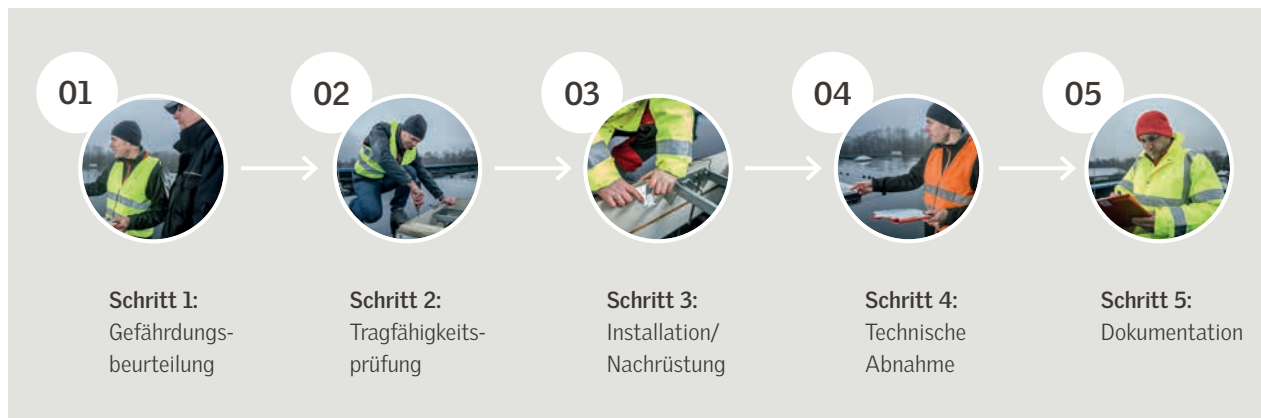 01
02
03
04
05
Schritt 1:
Gefährdungs-
beurteilung
Schritt 2:
Tragfähigkeits-
prüfung
Schritt 3:
Installation/
Nachrüstung
Schritt 4:
Technische
Abnahme
Schritt 5:
Dokumentation